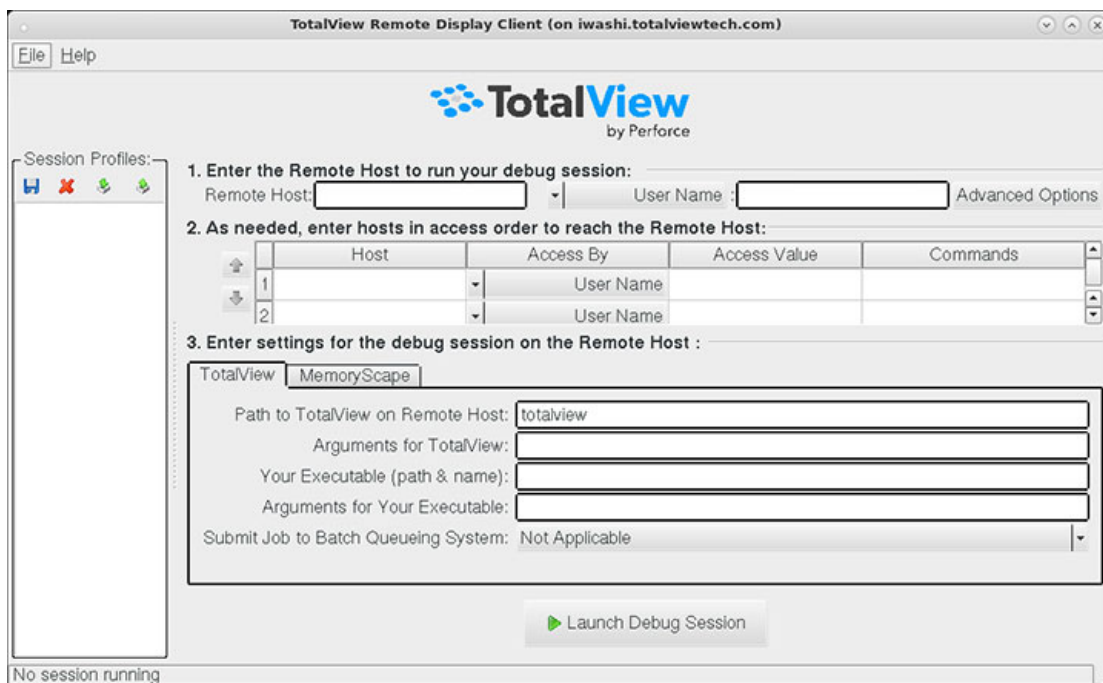 TotalView Remote Display Client (on iwashi.totalviewtech.com)
File Help
TotalView
by Perforce
Session Profiles:
1. Enter the Remote Host to run your debug session:
Remote Host: User Name : Advanced Options
2. As needed, enter hosts in access order to reach the Remote Host:
Host Access By Access Value Commands
1 User Name
2 User Name
3. Enter settings for the debug session on the Remote Host :
TotalView MemoryScape
Path to TotalView on Remote Host: totalview
Arguments for TotalView:
Your Executable (path & name):
Arguments for Your Executable:
Submit Job to Batch Queueing System: Not Applicable
Launch Debug Session
No session running